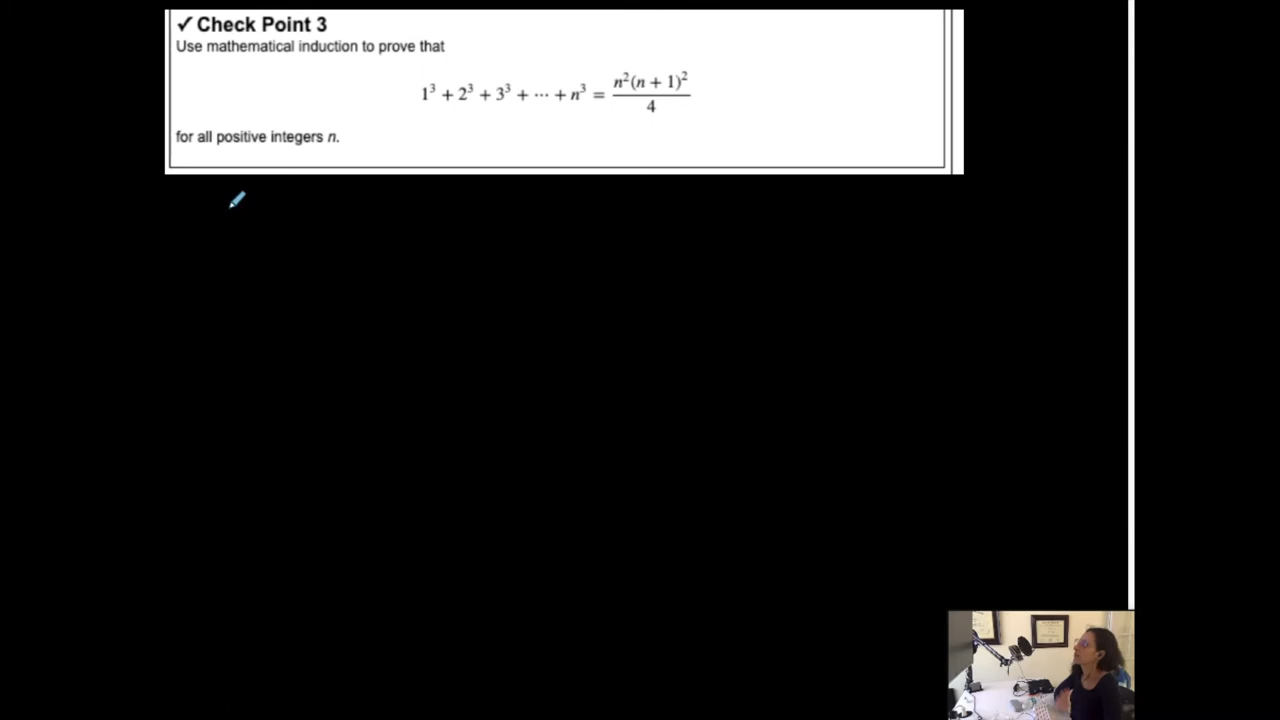 ✓ Check Point 3
Use mathematical induction to prove that
1³ + 2³ + 3³ + ··· + n³ = n²(n + 1)² / 4
for all positive integers n.